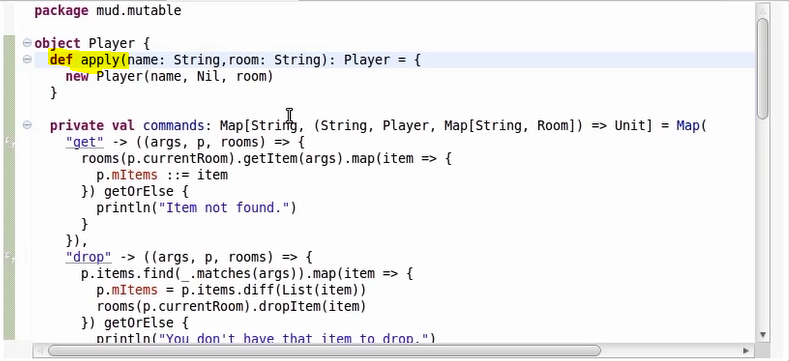 package mud.mutable
object Player {
def apply(name: String,room: String): Player = {
new Player(name, Nil, room)
}
private val commands: Map[String, (String, Player, Map[String, Room]) => Unit] = Map(
"get" -> ((args, p, rooms) => {
rooms(p.currentRoom).getItem(args).map(item => {
p.mItems ::= item
}) getOrElse {
println("Item not found.")
}
}),
"drop" -> ((args, p, rooms) => {
p.items.find(_.matches(args)).map(item => {
p.mItems = p.items.diff(List(item))
rooms(p.currentRoom).dropItem(item)
}) getOrElse {
println("You don't have that item to drop.")